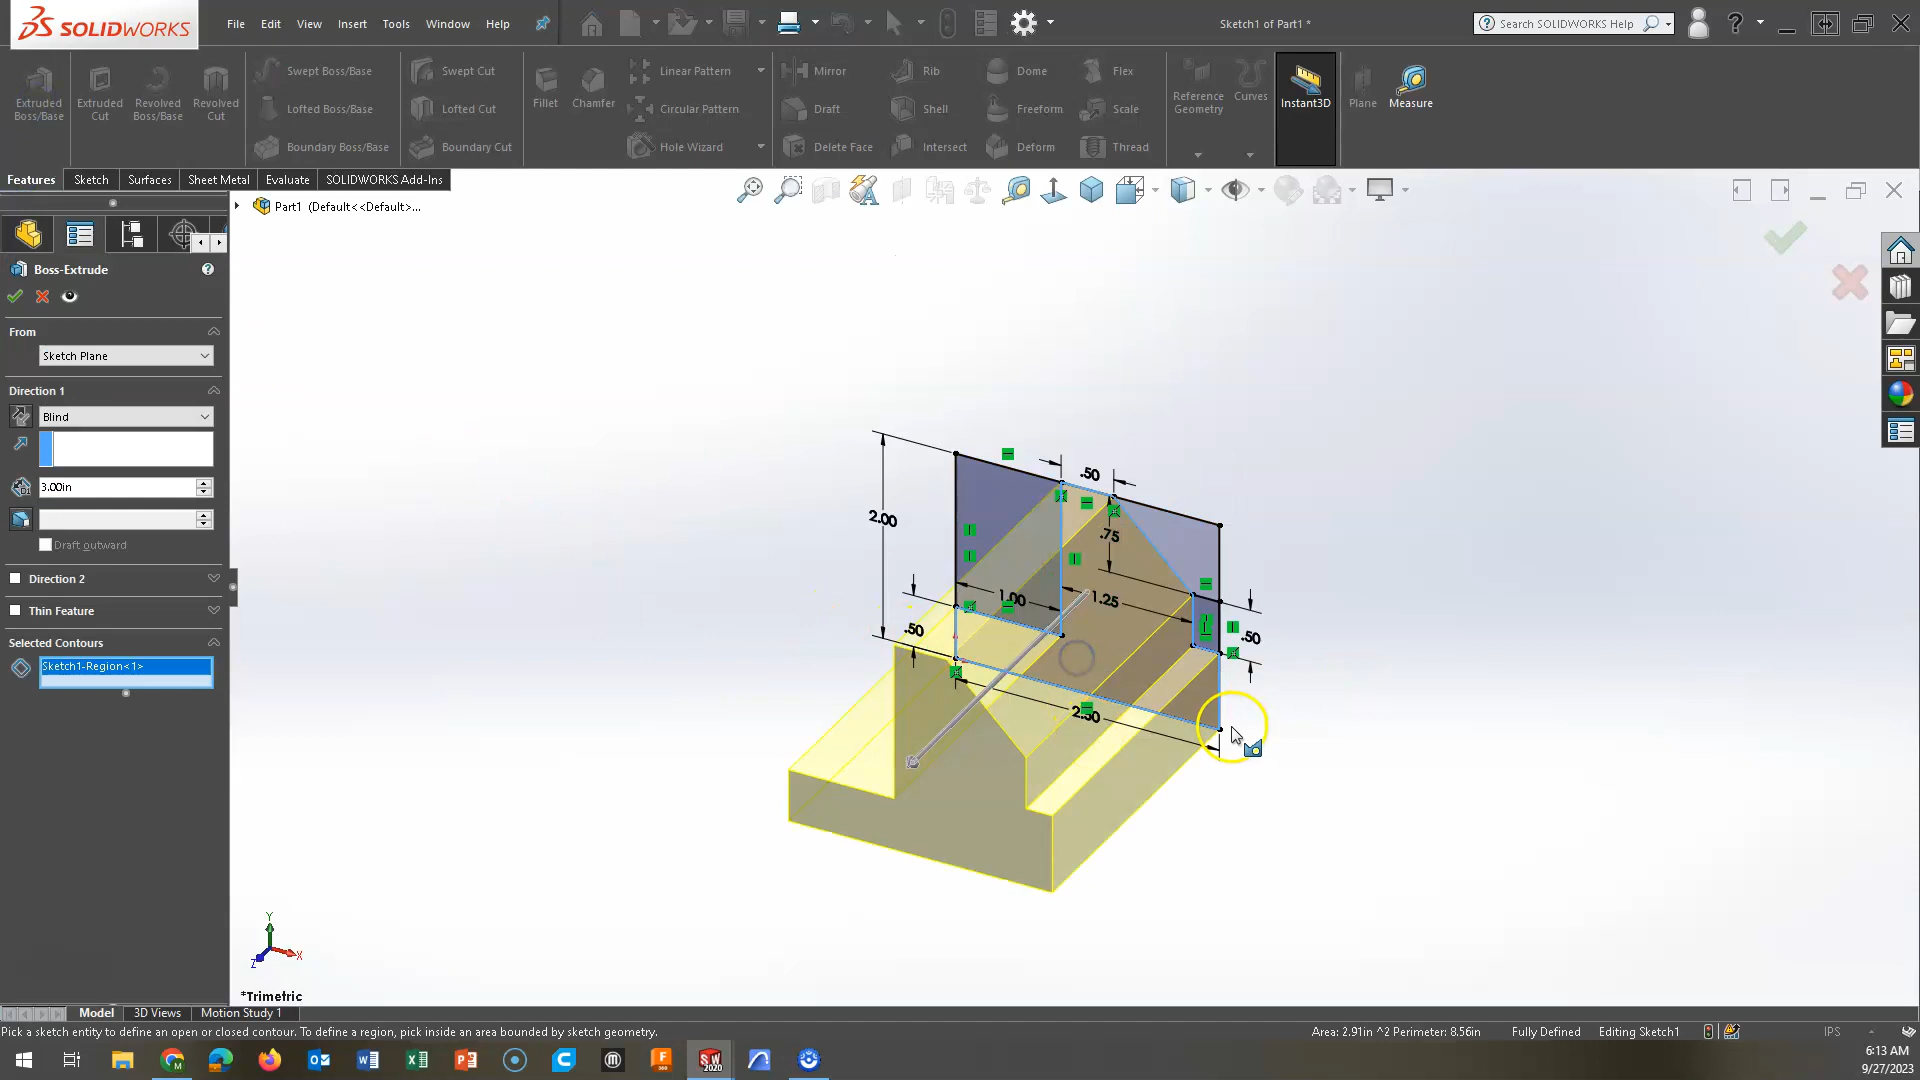 SOLIDWORKS File Edit View Insert Tools Window Help Sketch1 of Part1 * Search SOLIDWORKS Help
Extruded Boss/Base
Extruded Cut
Revolved Boss/Base
Revolved Cut
Swept Boss/Base
Lofted Boss/Base
Boundary Boss/Base
Swept Cut
Lofted Cut
Boundary Cut
Fillet
Chamfer
Linear Pattern
Circular Pattern
Hole Wizard
Mirror
Draft
Delete Face
Rib
Shell
Intersect
Dome
Freeform
Deform
Flex
Scale
Thread
Reference Geometry
Curves
Instant3D
Plane
Measure
Features Sketch Surfaces Sheet Metal Evaluate SOLIDWORKS Add-Ins
Part1 (Default<<Default>...
Boss-Extrude
From
Sketch Plane
Direction 1
Blind
3.00in
Draft outward
Direction 2
Thin Feature
Selected Contours
Sketch1-Region<1>
.50
2.00
.75
1.00
1.25
.50
.50
2.50
Y
X
Z
*Trimetric
Model 3D Views Motion Study 1
Pick a sketch entity to define an open or closed contour. To define a region, pick inside an area bounded by sketch geometry. Area: 2.91in ^2 Perimeter: 8.56in Fully Defined Editing Sketch1 IPS
6:13 AM
9/27/2023